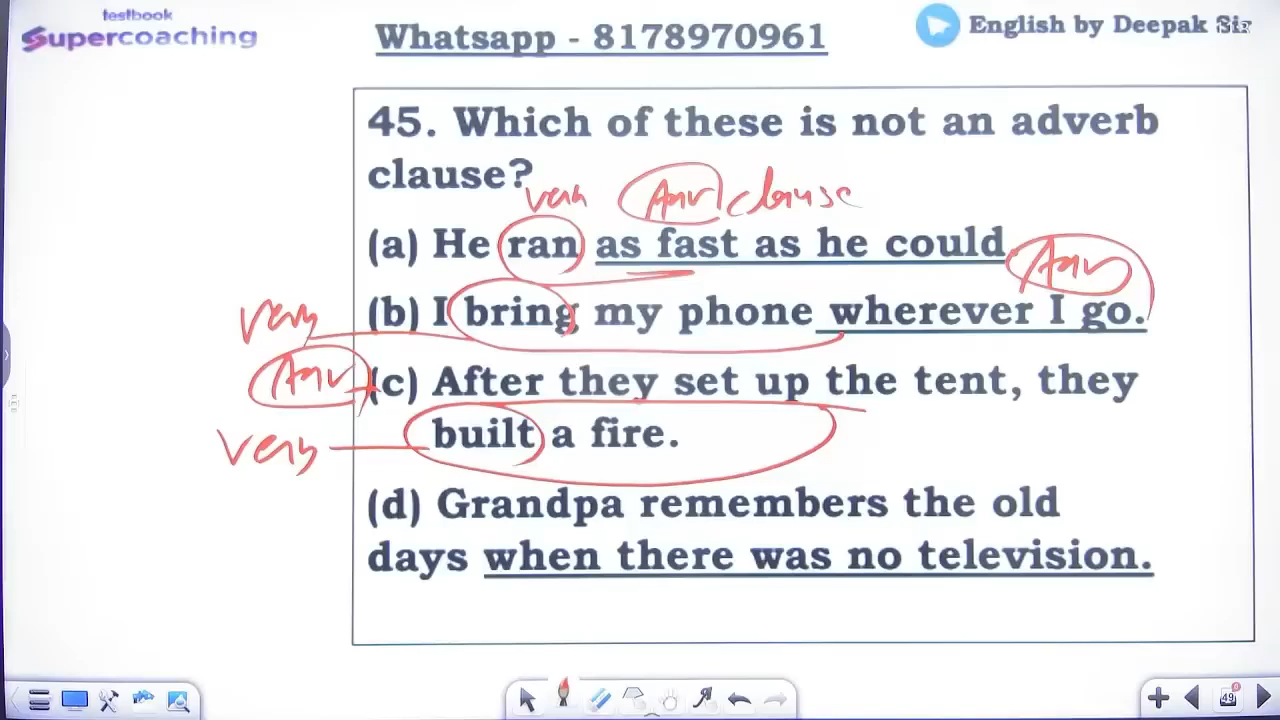 testbook
Supercoaching
Whatsapp - 8178970961
English by Deepak Sir
45. Which of these is not an adverb
clause?
verb Adv clause
(a) He ran as fast as he could
Adv
(b) I bring my phone wherever I go.
verb
(c) After they set up the tent, they
Adv
built a fire.
verb
(d) Grandpa remembers the old
days when there was no television.
49